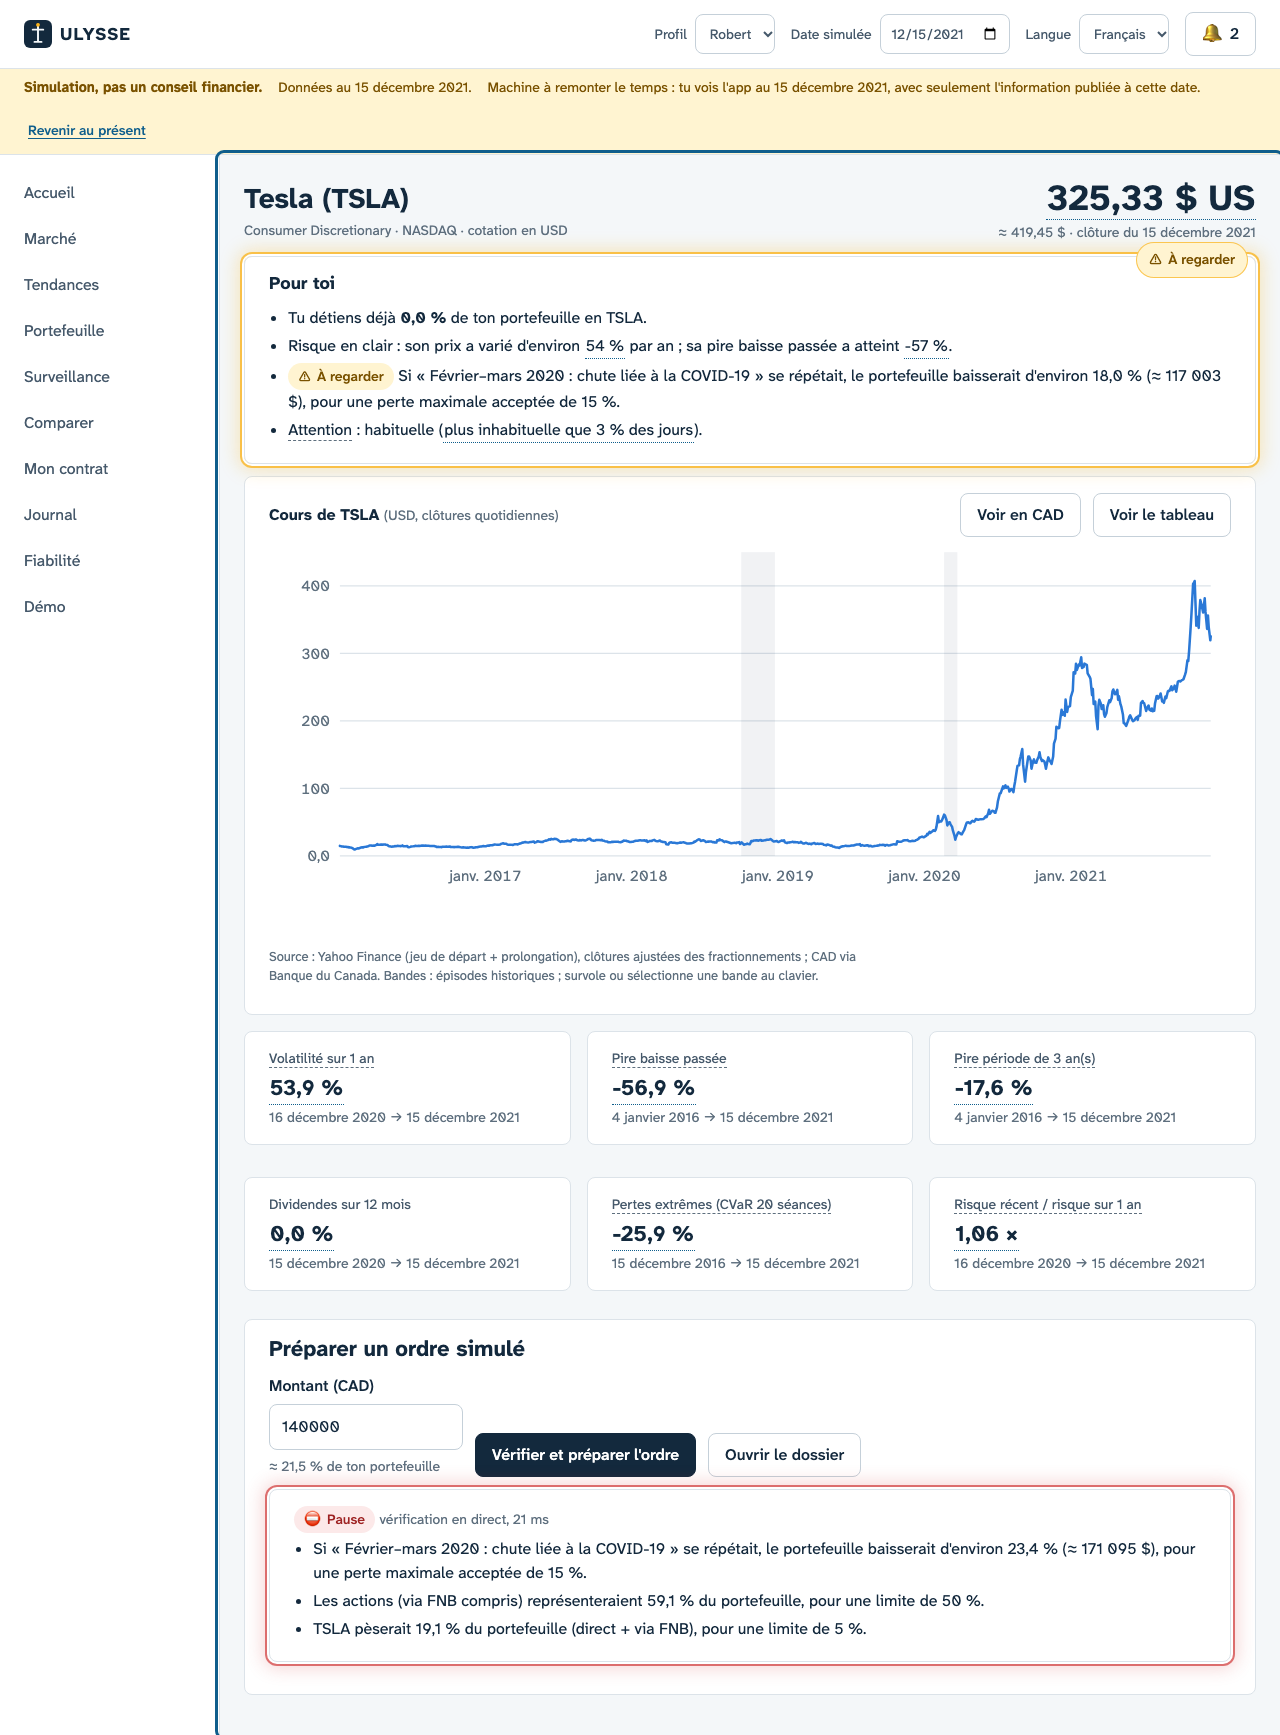 ULYSSE
Profil Robert Date simulée 12/15/2021 Langue Français 2
Simulation, pas un conseil financier. Données au 15 décembre 2021. Machine à remonter le temps : tu vois l'app au 15 décembre 2021, avec seulement l'information publiée à cette date.
Revenir au présent
Accueil
Marché
Tendances
Portefeuille
Surveillance
Comparer
Mon contrat
Journal
Fiabilité
Démo
Tesla (TSLA)
Consumer Discretionary · NASDAQ · cotation en USD
325,33 $ US
≈ 419,45 $ · clôture du 15 décembre 2021
À regarder
Pour toi
Tu détiens déjà 0,0 % de ton portefeuille en TSLA.
Risque en clair : son prix a varié d'environ 54 % par an ; sa pire baisse passée a atteint -57 %.
À regarder Si « Février–mars 2020 : chute liée à la COVID-19 » se répétait, le portefeuille baisserait d'environ 18,0 % (≈ 117 003
$), pour une perte maximale acceptée de 15 %.
Attention : habituelle (plus inhabituelle que 3 % des jours).
Cours de TSLA (USD, clôtures quotidiennes)
Voir en CAD
Voir le tableau
400
300
200
100
0,0
janv. 2017 janv. 2018 janv. 2019 janv. 2020 janv. 2021
Source : Yahoo Finance (jeu de départ + prolongation), clôtures ajustées des fractionnements ; CAD via
Banque du Canada. Bandes : épisodes historiques ; survole ou sélectionne une bande au clavier.
Volatilité sur 1 an
53,9 %
16 décembre 2020 → 15 décembre 2021
Pire baisse passée
-56,9 %
4 janvier 2016 → 15 décembre 2021
Pire période de 3 an(s)
-17,6 %
4 janvier 2016 → 15 décembre 2021
Dividendes sur 12 mois
0,0 %
15 décembre 2020 → 15 décembre 2021
Pertes extrêmes (CVaR 20 séances)
-25,9 %
15 décembre 2016 → 15 décembre 2021
Risque récent / risque sur 1 an
1,06 ×
16 décembre 2020 → 15 décembre 2021
Préparer un ordre simulé
Montant (CAD)
140000
≈ 21,5 % de ton portefeuille
Vérifier et préparer l'ordre
Ouvrir le dossier
Pause vérification en direct, 21 ms
Si « Février–mars 2020 : chute liée à la COVID-19 » se répétait, le portefeuille baisserait d'environ 23,4 % (≈ 171 095 $), pour
une perte maximale acceptée de 15 %.
Les actions (via FNB compris) représenteraient 59,1 % du portefeuille, pour une limite de 50 %.
TSLA pèserait 19,1 % du portefeuille (direct + via FNB), pour une limite de 5 %.